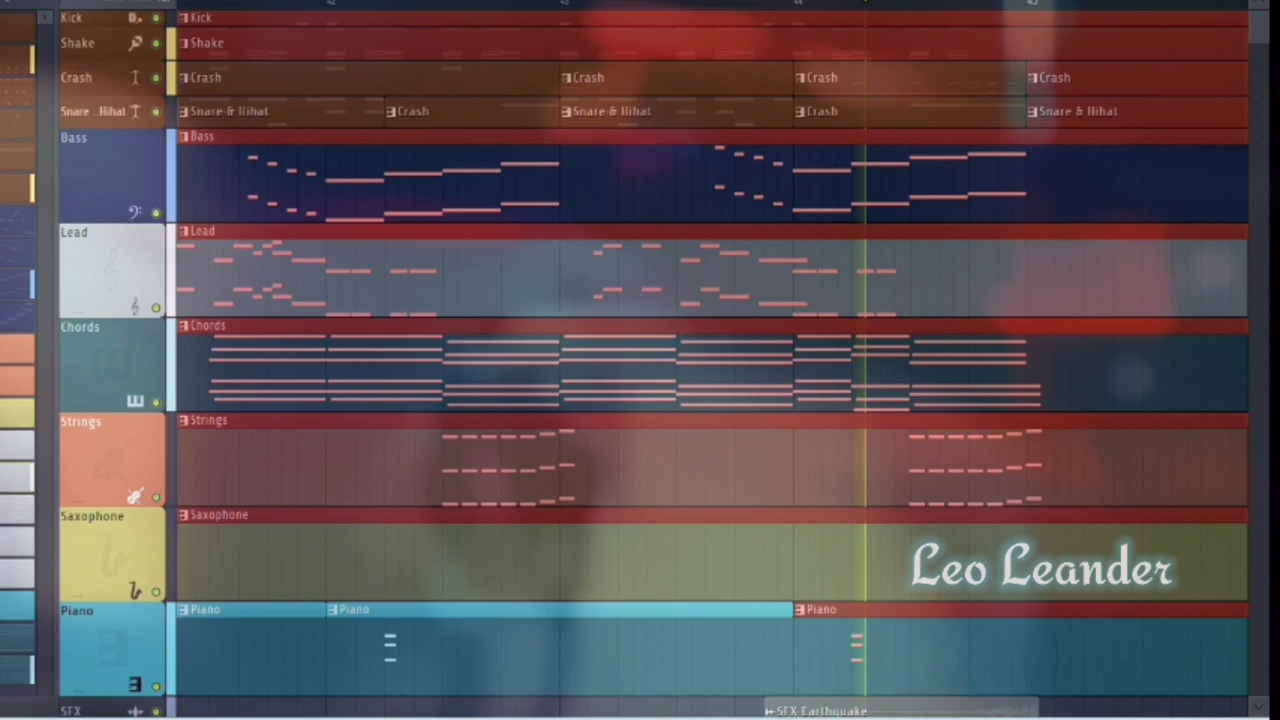 Kick Kick
Shake Shake
Crash Crash Crash Crash Crash
Snare ..Hihat Snare & Hihat Crash Snare & Hihat Crash Snare & Hihat
Bass Bass
Lead Lead
Chords Chords
Strings Strings
Saxophone Saxophone
Leo Leander
Piano Piano Piano Piano
SFX SFX Earthquake